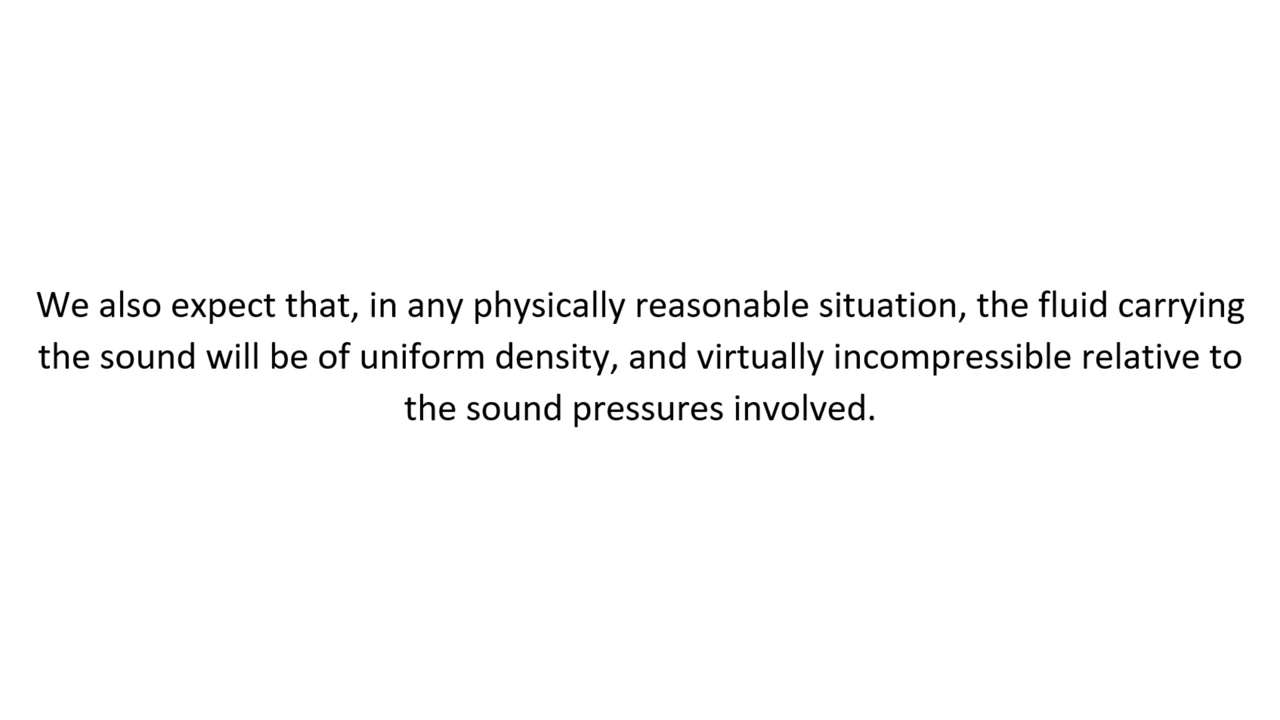 We also expect that, in any physically reasonable situation, the fluid carrying
the sound will be of uniform density, and virtually incompressible relative to
the sound pressures involved.